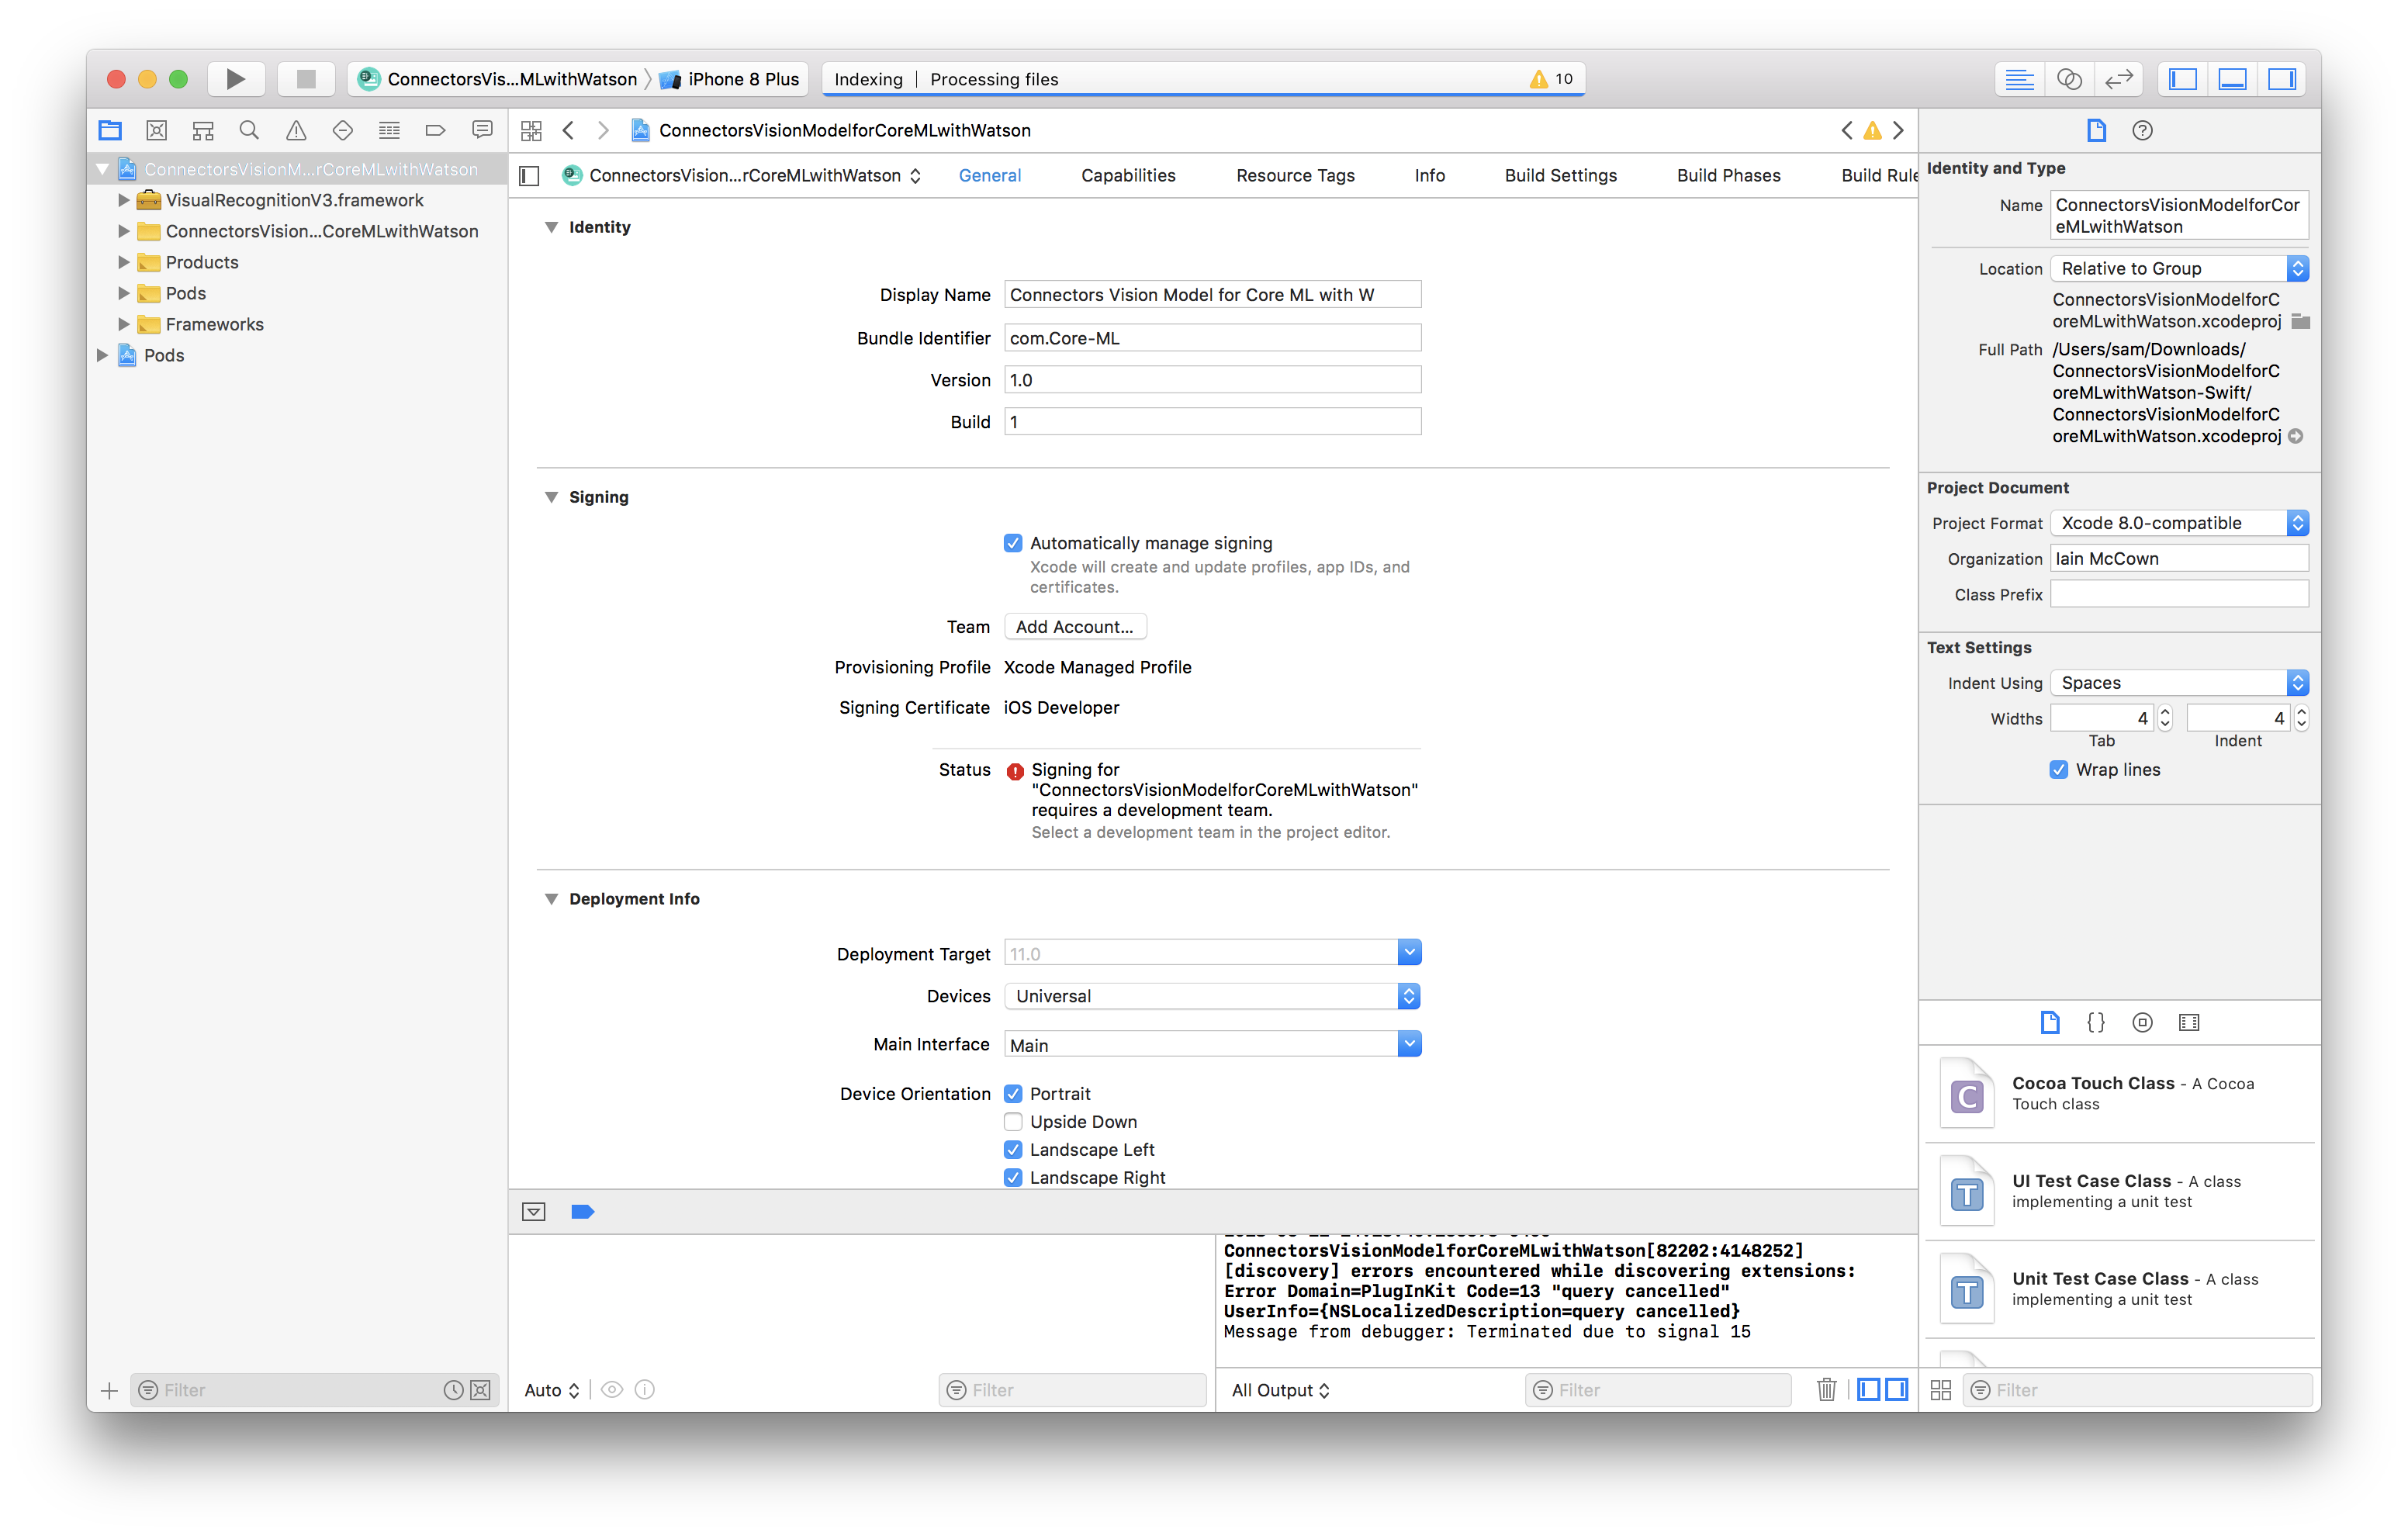 ConnectorsVis...MLwithWatson
iPhone 8 Plus
Indexing | Processing files
10
ConnectorsVisionM...rCoreMLwithWatson
VisualRecognitionV3.framework
ConnectorsVision...CoreMLwithWatson
Products
Pods
Frameworks
Pods
Filter
ConnectorsVisionModelforCoreMLwithWatson
ConnectorsVision...rCoreMLwithWatson
General Capabilities Resource Tags Info Build Settings Build Phases Build Rule
Identity
Display Name Connectors Vision Model for Core ML with W
Bundle Identifier com.Core-ML
Version 1.0
Build 1
Signing
Automatically manage signing
Xcode will create and update profiles, app IDs, and
certificates.
Team Add Account...
Provisioning Profile Xcode Managed Profile
Signing Certificate iOS Developer
Status Signing for
"ConnectorsVisionModelforCoreMLwithWatson"
requires a development team.
Select a development team in the project editor.
Deployment Info
Deployment Target 11.0
Devices Universal
Main Interface Main
Device Orientation Portrait
Upside Down
Landscape Left
Landscape Right
Auto
Filter
ConnectorsVisionModelforCoreMLwithWatson[82202:4148252]
[discovery] errors encountered while discovering extensions:
Error Domain=PlugInKit Code=13 "query cancelled"
UserInfo={NSLocalizedDescription=query cancelled}
Message from debugger: Terminated due to signal 15
All Output
Filter
Identity and Type
Name ConnectorsVisionModelforCor
eMLwithWatson
Location Relative to Group
ConnectorsVisionModelforC
oreMLwithWatson.xcodeproj
Full Path /Users/sam/Downloads/
ConnectorsVisionModelforC
oreMLwithWatson-Swift/
ConnectorsVisionModelforC
oreMLwithWatson.xcodeproj
Project Document
Project Format Xcode 8.0-compatible
Organization Iain McCown
Class Prefix
Text Settings
Indent Using Spaces
Widths 4 4
Tab Indent
Wrap lines
Cocoa Touch Class - A Cocoa
Touch class
UI Test Case Class - A class
implementing a unit test
Unit Test Case Class - A class
implementing a unit test
Filter